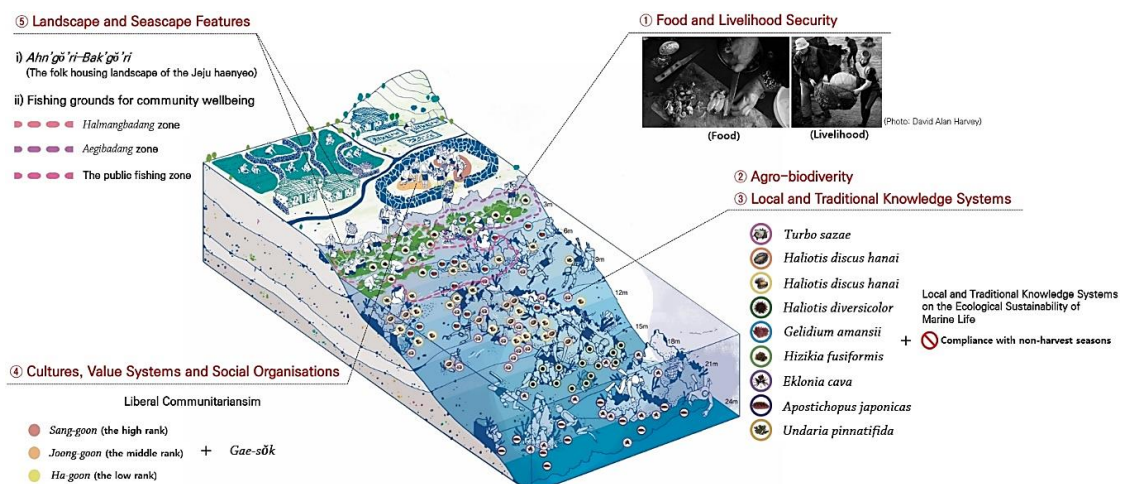 ⑤ Landscape and Seascape Features
i) Ahn'gŏ'ri-Bak'gŏ'ri
(The folk housing landscape of the Jeju haenyeo)
ii) Fishing grounds for community wellbeing
Halmangbadang zone
Aegibadang zone
The public fishing zone
① Food and Livelihood Security
(Food)
(Livelihood)
(Photo: David Alan Harvey)
② Agro-biodiverity
③ Local and Traditional Knowledge Systems
Turbo sazae
Haliotis discus hanai
Haliotis discus hanai
Haliotis diversicolor
Gelidium amansii
Hizikia fusiformis
Eklonia cava
Apostichopus japonicas
Undaria pinnatifida
+
Local and Traditional Knowledge Systems
on the Ecological Sustainability of
Marine Life
Compliance with non-harvest seasons
3m
6m
9m
12m
15m
18m
21m
24m
④ Cultures, Value Systems and Social Organisations
Liberal Communitariansim
Sang-goon (the high rank)
Joong-goon (the middle rank) + Gae-sŏk
Ha-goon (the low rank)